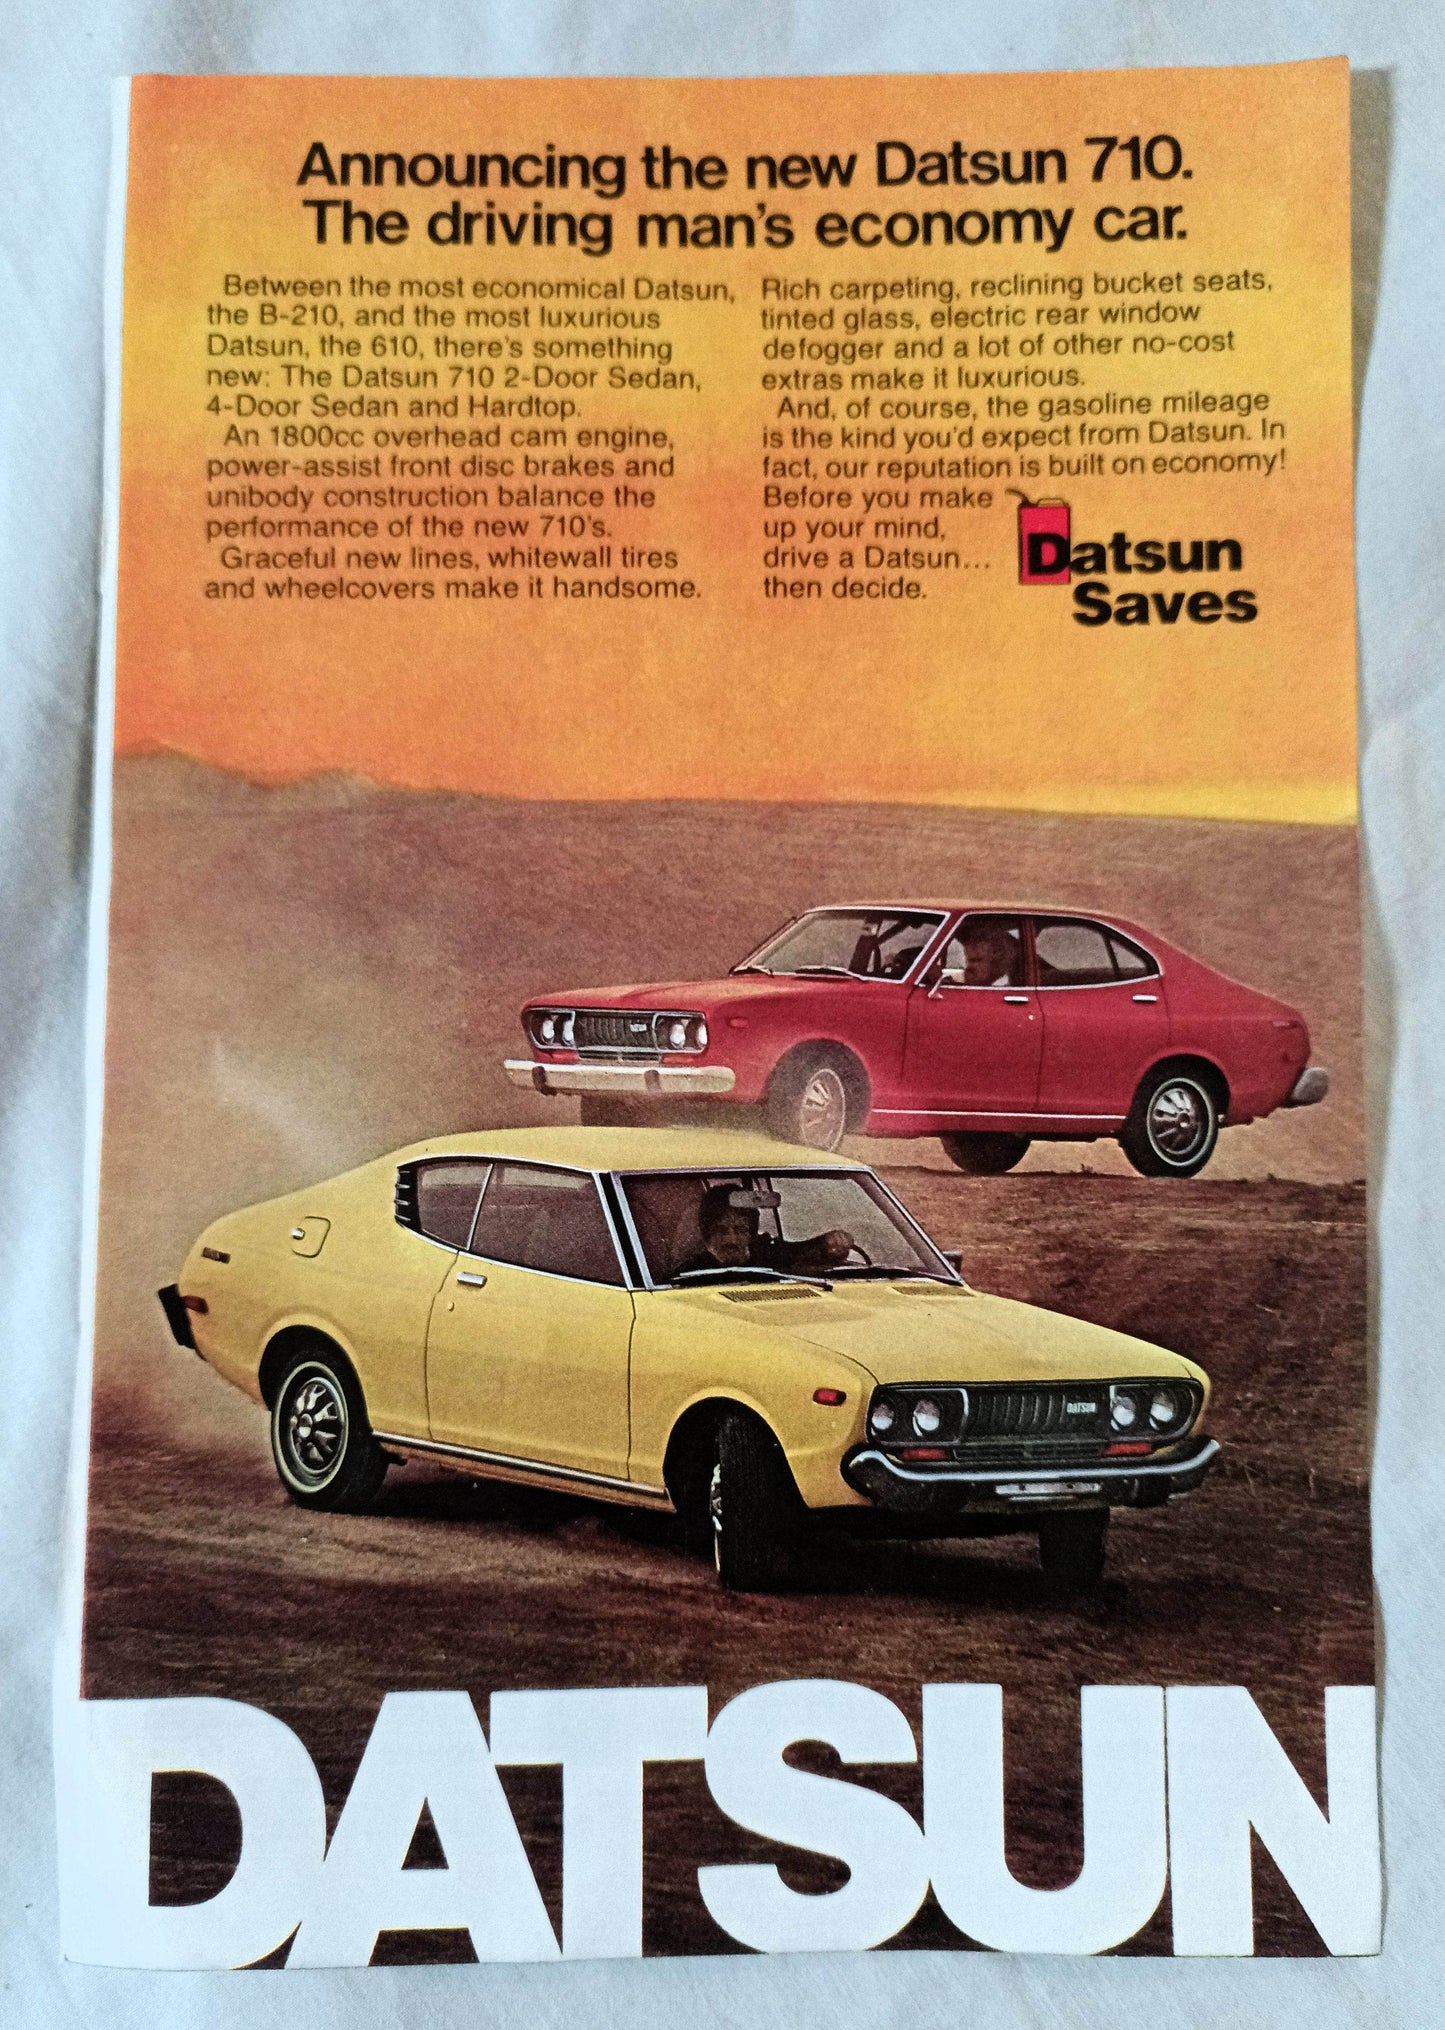 Announcing the new Datsun 710.
The driving man's economy car.
Between the most economical Datsun,
the B-210, and the most luxurious
Datsun, the 610, there's something
new: The Datsun 710 2-Door Sedan,
4-Door Sedan and Hardtop.
An 1800cc overhead cam engine,
power-assist front disc brakes and
unibody construction balance the
performance of the new 710's.
Graceful new lines, whitewall tires
and wheelcovers make it handsome.
Rich carpeting, reclining bucket seats,
tinted glass, electric rear window
defogger and a lot of other no-cost
extras make it luxurious.
And, of course, the gasoline mileage
is the kind you'd expect from Datsun. In
fact, our reputation is built on economy!
Before you make
up your mind,
drive a Datsun...
then decide.
Datsun
Saves
DATSUN
DATSUN